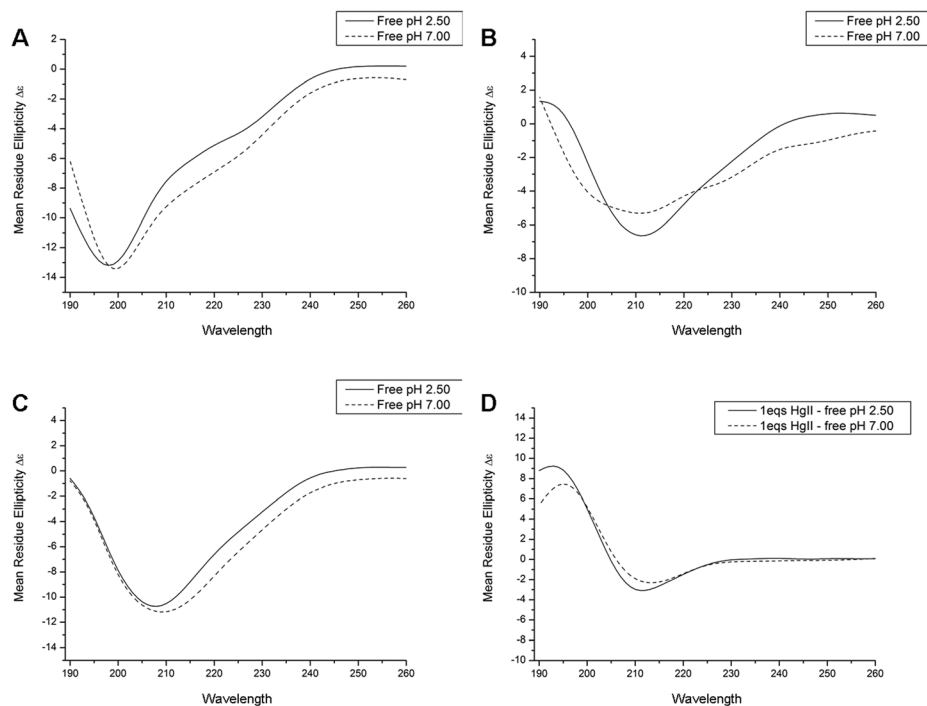 A
Free pH 2.50
Free pH 7.00
Mean Residue Ellipticity Δε
2
0
-2
-4
-6
-8
-10
-12
-14
190 200 210 220 230 240 250 260
Wavelength
B
Free pH 2.50
Free pH 7.00
Mean Residue Ellipticity Δε
4
2
0
-2
-4
-6
-8
-10
190 200 210 220 230 240 250 260
Wavelength
C
Free pH 2.50
Free pH 7.00
Mean Residue Ellipticity Δε
4
2
0
-2
-4
-6
-8
-10
-12
-14
190 200 210 220 230 240 250 260
Wavelength
D
1eqs HgII - free pH 2.50
1eqs HgII - free pH 7.00
Mean Residue Ellipticity Δε
14
12
10
8
6
4
2
0
-2
-4
-6
-8
-10
190 200 210 220 230 240 250 260
Wavelength